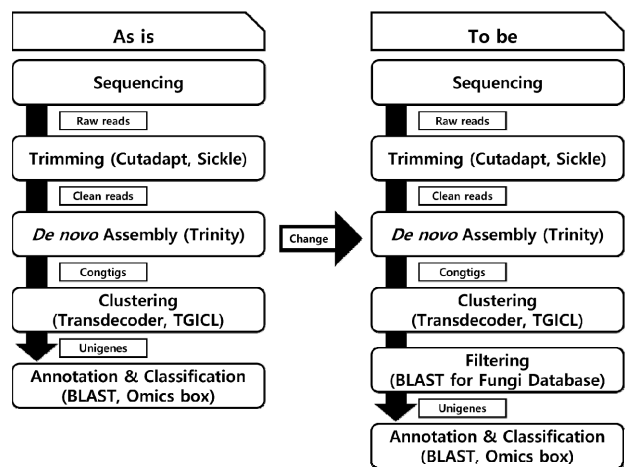 As is
Sequencing
Raw reads
Trimming (Cutadapt, Sickle)
Clean reads
De novo Assembly (Trinity)
Congtigs
Clustering
(Transdecoder, TGICL)
Unigenes
Annotation & Classification
(BLAST, Omics box)
Change
To be
Sequencing
Raw reads
Trimming (Cutadapt, Sickle)
Clean reads
De novo Assembly (Trinity)
Congtigs
Clustering
(Transdecoder, TGICL)
Filtering
(BLAST for Fungi Database)
Unigenes
Annotation & Classification
(BLAST, Omics box)